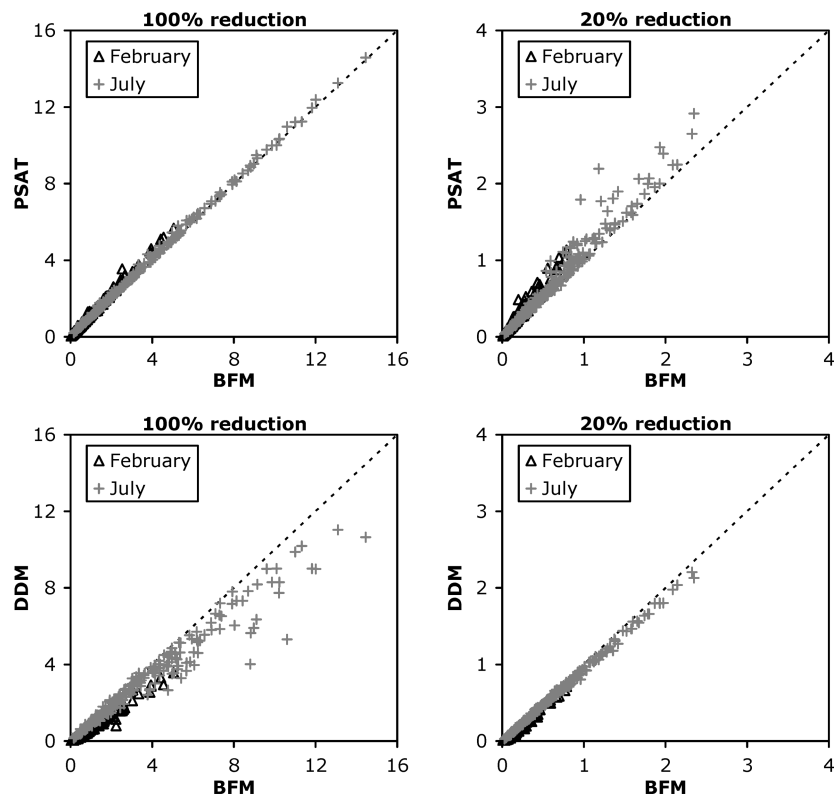 100% reduction
16
12
8
4
0
PSAT
February
July
0 4 8 12 16
BFM
20% reduction
4
3
2
1
0
PSAT
February
July
0 1 2 3 4
BFM
100% reduction
16
12
8
4
0
DDM
February
July
0 4 8 12 16
BFM
20% reduction
4
3
2
1
0
DDM
February
July
0 1 2 3 4
BFM